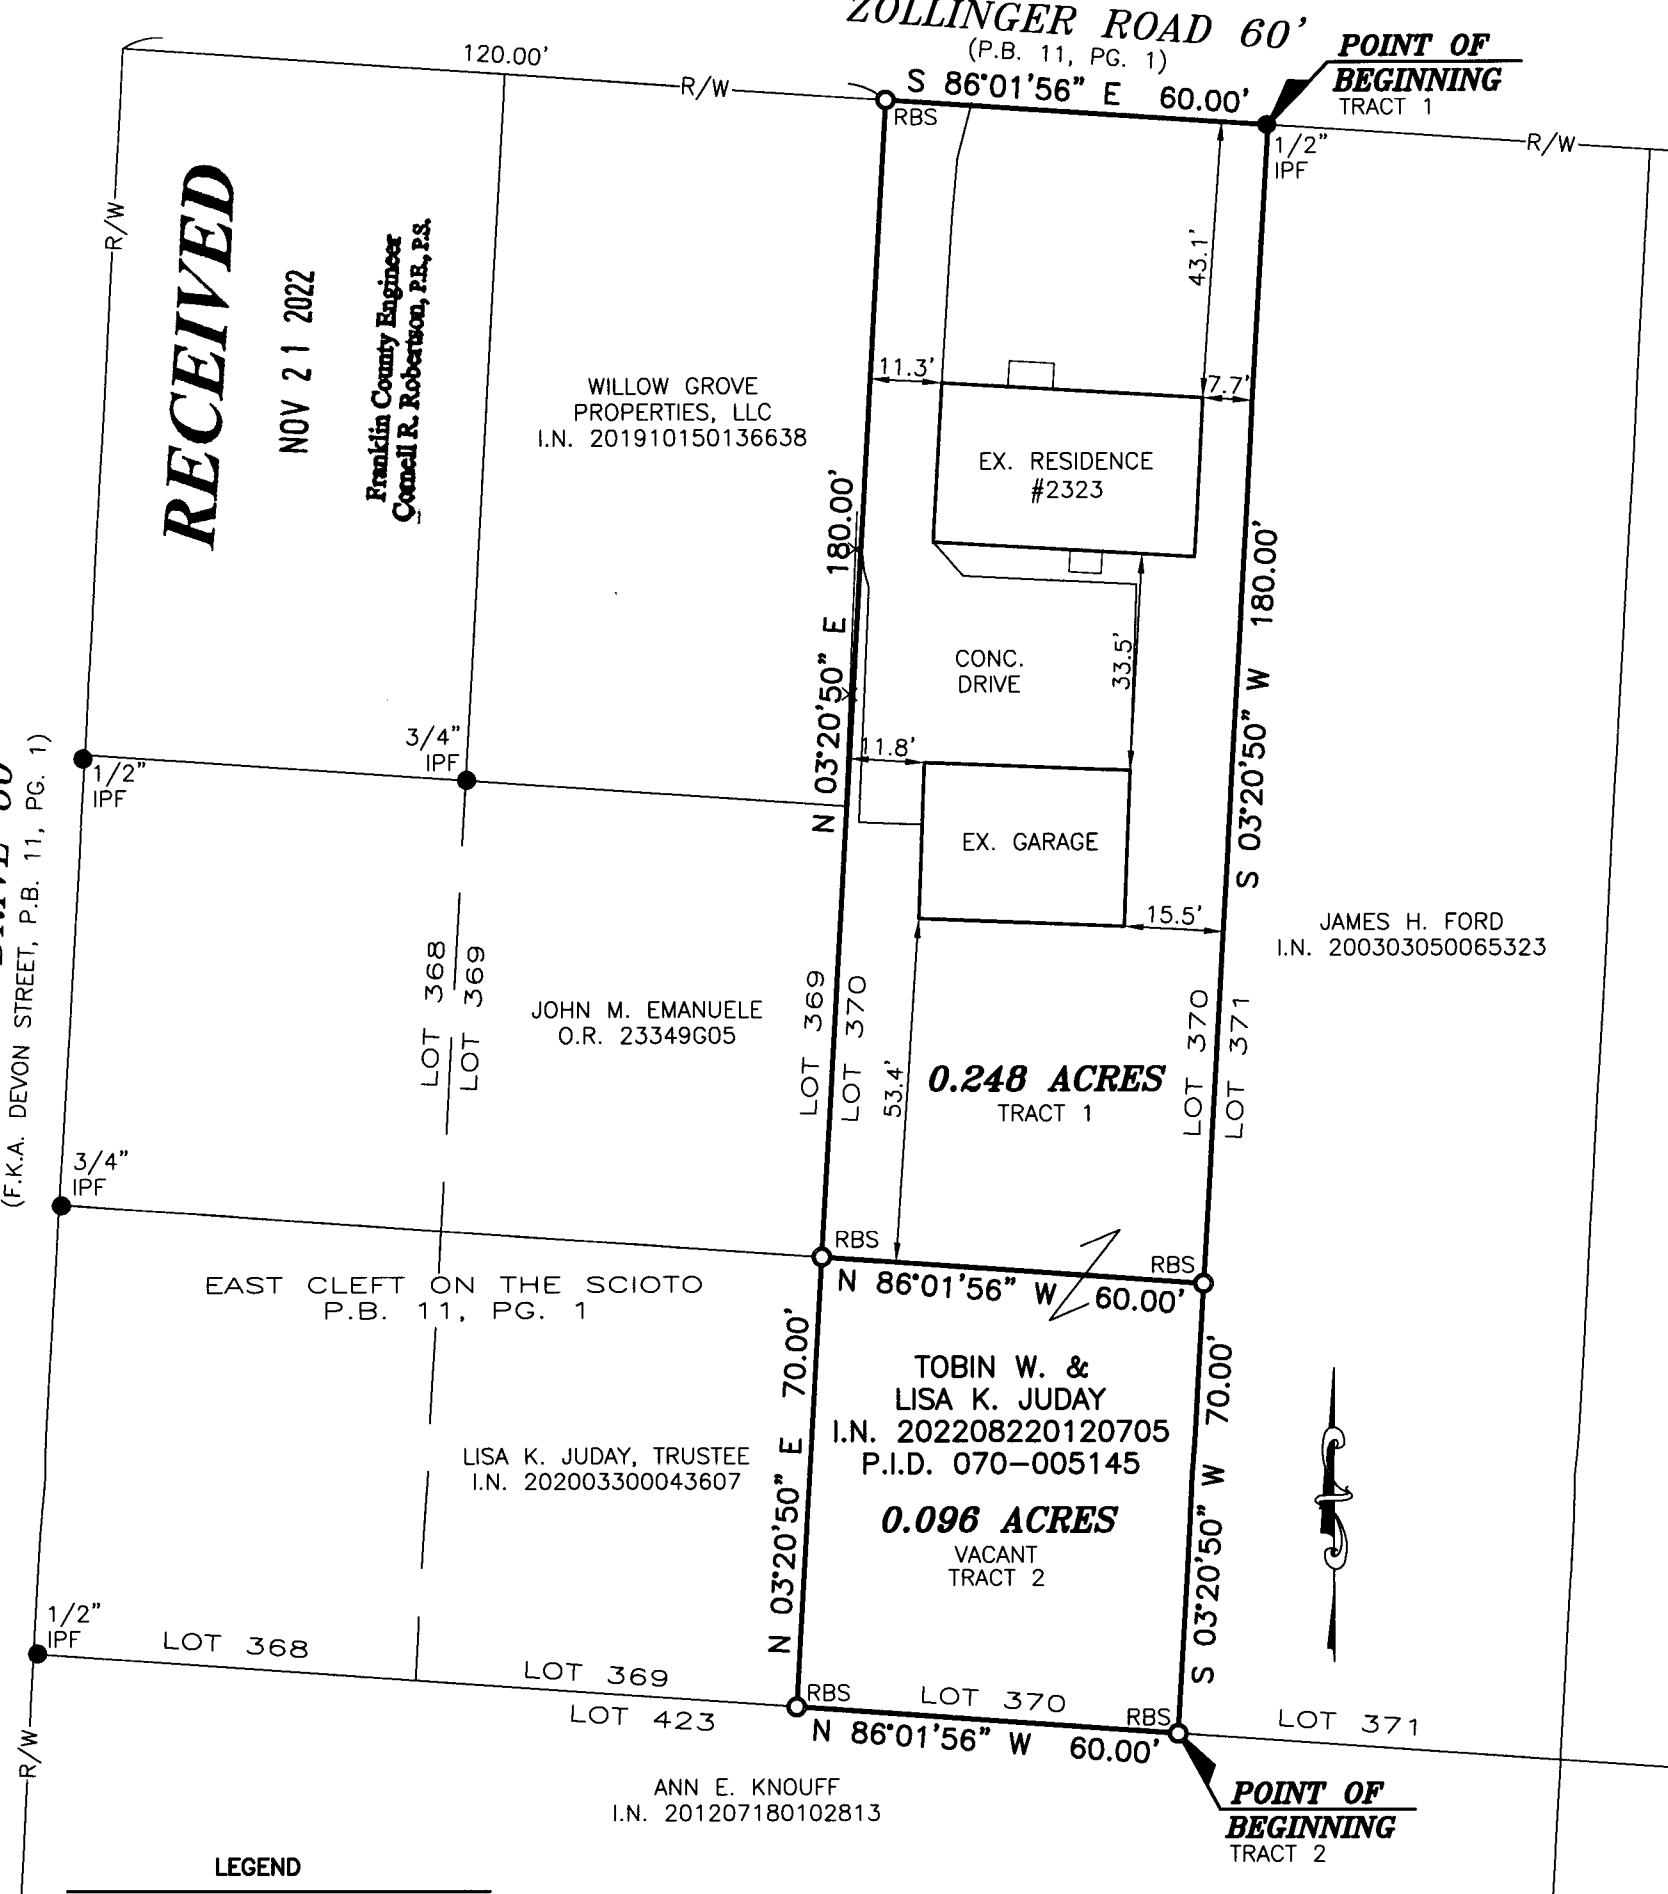 ZOLLINGER ROAD 60'
(P.B. 11, PG. 1)
POINT OF
BEGINNING
TRACT 1
120.00'
R/W
S 86°01'56" E 60.00'
RBS
1/2"
IPF
R/W
R/W
RECEIVED
NOV 21 2022
Franklin County Engineer
Cornell R. Robertson, P.E., P.S.
WILLOW GROVE
PROPERTIES, LLC
I.N. 201910150136638
43.1'
11.3'
7.7'
EX. RESIDENCE
#2323
N 03°20'50" E 180.00'
S 03°20'50" W 180.00'
CONC.
DRIVE
33.5'
11.8'
EX. GARAGE
15.5'
3/4"
IPF
1/2"
IPF
DRIVE 60'
(F.K.A. DEVON STREET, P.B. 11, PG. 1)
LOT 368
LOT 369
JOHN M. EMANUELE
O.R. 23349G05
LOT 369
LOT 370
53.4'
0.248 ACRES
TRACT 1
LOT 370
LOT 371
JAMES H. FORD
I.N. 200303050065323
3/4"
IPF
RBS
RBS
N 86°01'56" W 60.00'
EAST CLEFT ON THE SCIOTO
P.B. 11, PG. 1
N 03°20'50" E 70.00'
TOBIN W. &
LISA K. JUDAY
I.N. 202208220120705
P.I.D. 070-005145
0.096 ACRES
VACANT
TRACT 2
S 03°20'50" W 70.00'
LISA K. JUDAY, TRUSTEE
I.N. 202003300043607
1/2"
IPF
LOT 368
LOT 369
LOT 423
RBS
LOT 370
RBS
LOT 371
N 86°01'56" W 60.00'
R/W
ANN E. KNOUFF
I.N. 201207180102813
POINT OF
BEGINNING
TRACT 2
LEGEND